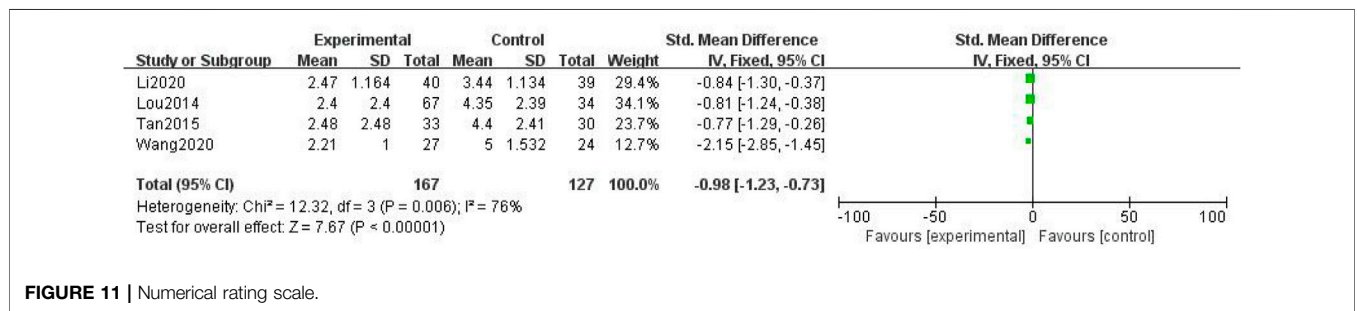 Experimental Control Std. Mean Difference Std. Mean Difference
Study or Subgroup Mean SD Total Mean SD Total Weight IV, Fixed, 95% CI IV, Fixed, 95% CI
Li2020 2.47 1.164 40 3.44 1.134 39 29.4% -0.84 [-1.30, -0.37]
Lou2014 2.4 2.4 67 4.35 2.39 34 34.1% -0.81 [-1.24, -0.38]
Tan2015 2.48 2.48 33 4.4 2.41 30 23.7% -0.77 [-1.29, -0.26]
Wang2020 2.21 1 27 5 1.532 24 12.7% -2.15 [-2.85, -1.45]
Total (95% CI) 167 127 100.0% -0.98 [-1.23, -0.73]
Heterogeneity: Chi² = 12.32, df = 3 (P = 0.006); I² = 76%
Test for overall effect: Z = 7.67 (P < 0.00001)
-100 -50 0 50 100
Favours [experimental] Favours [control]
FIGURE 11 | Numerical rating scale.